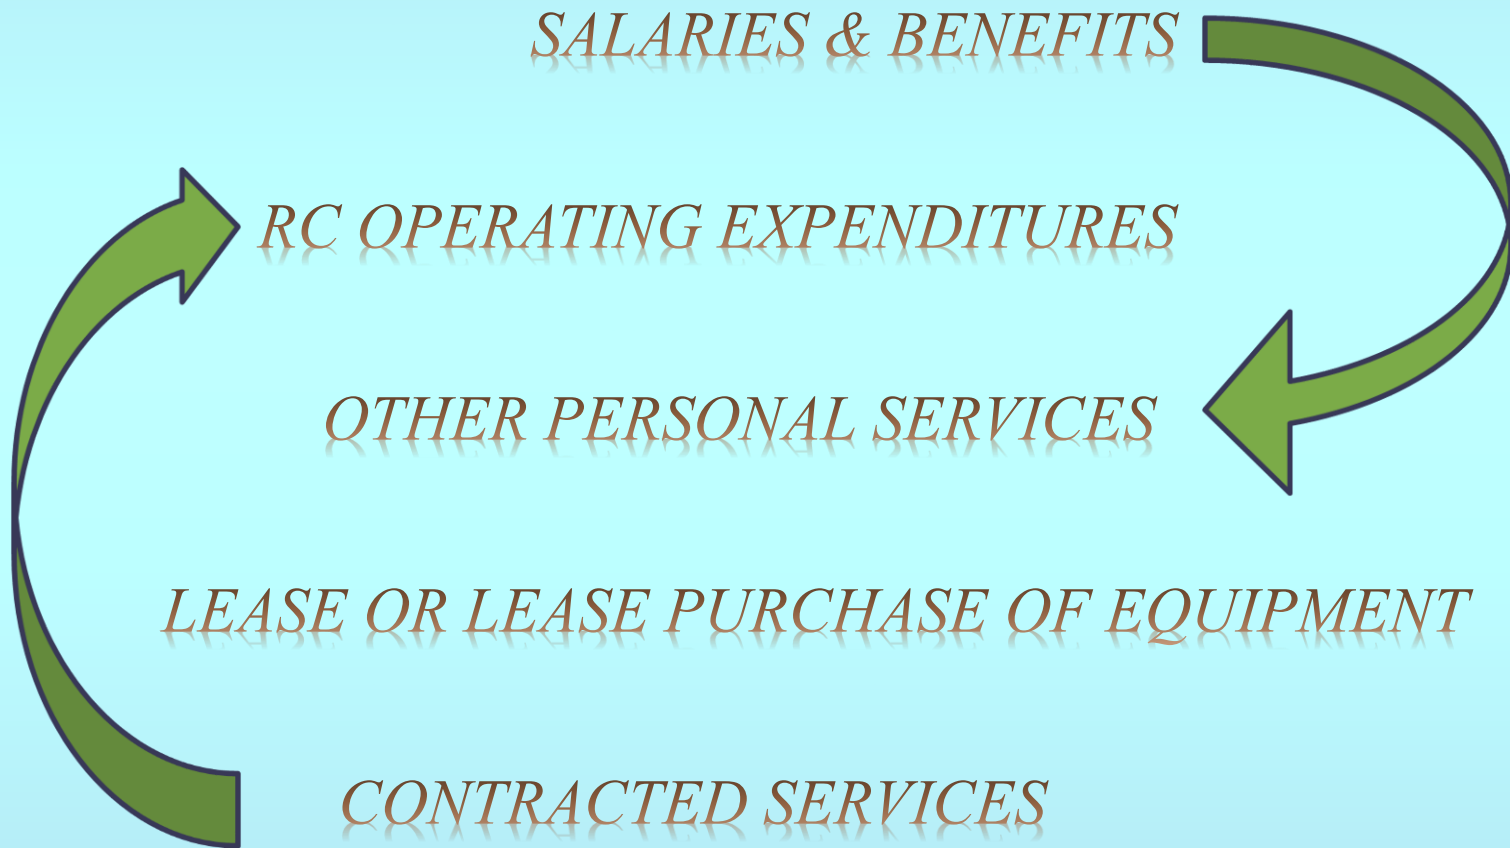 SALARIES & BENEFITS
RC OPERATING EXPENDITURES
OTHER PERSONAL SERVICES
LEASE OR LEASE PURCHASE OF EQUIPMENT
CONTRACTED SERVICES